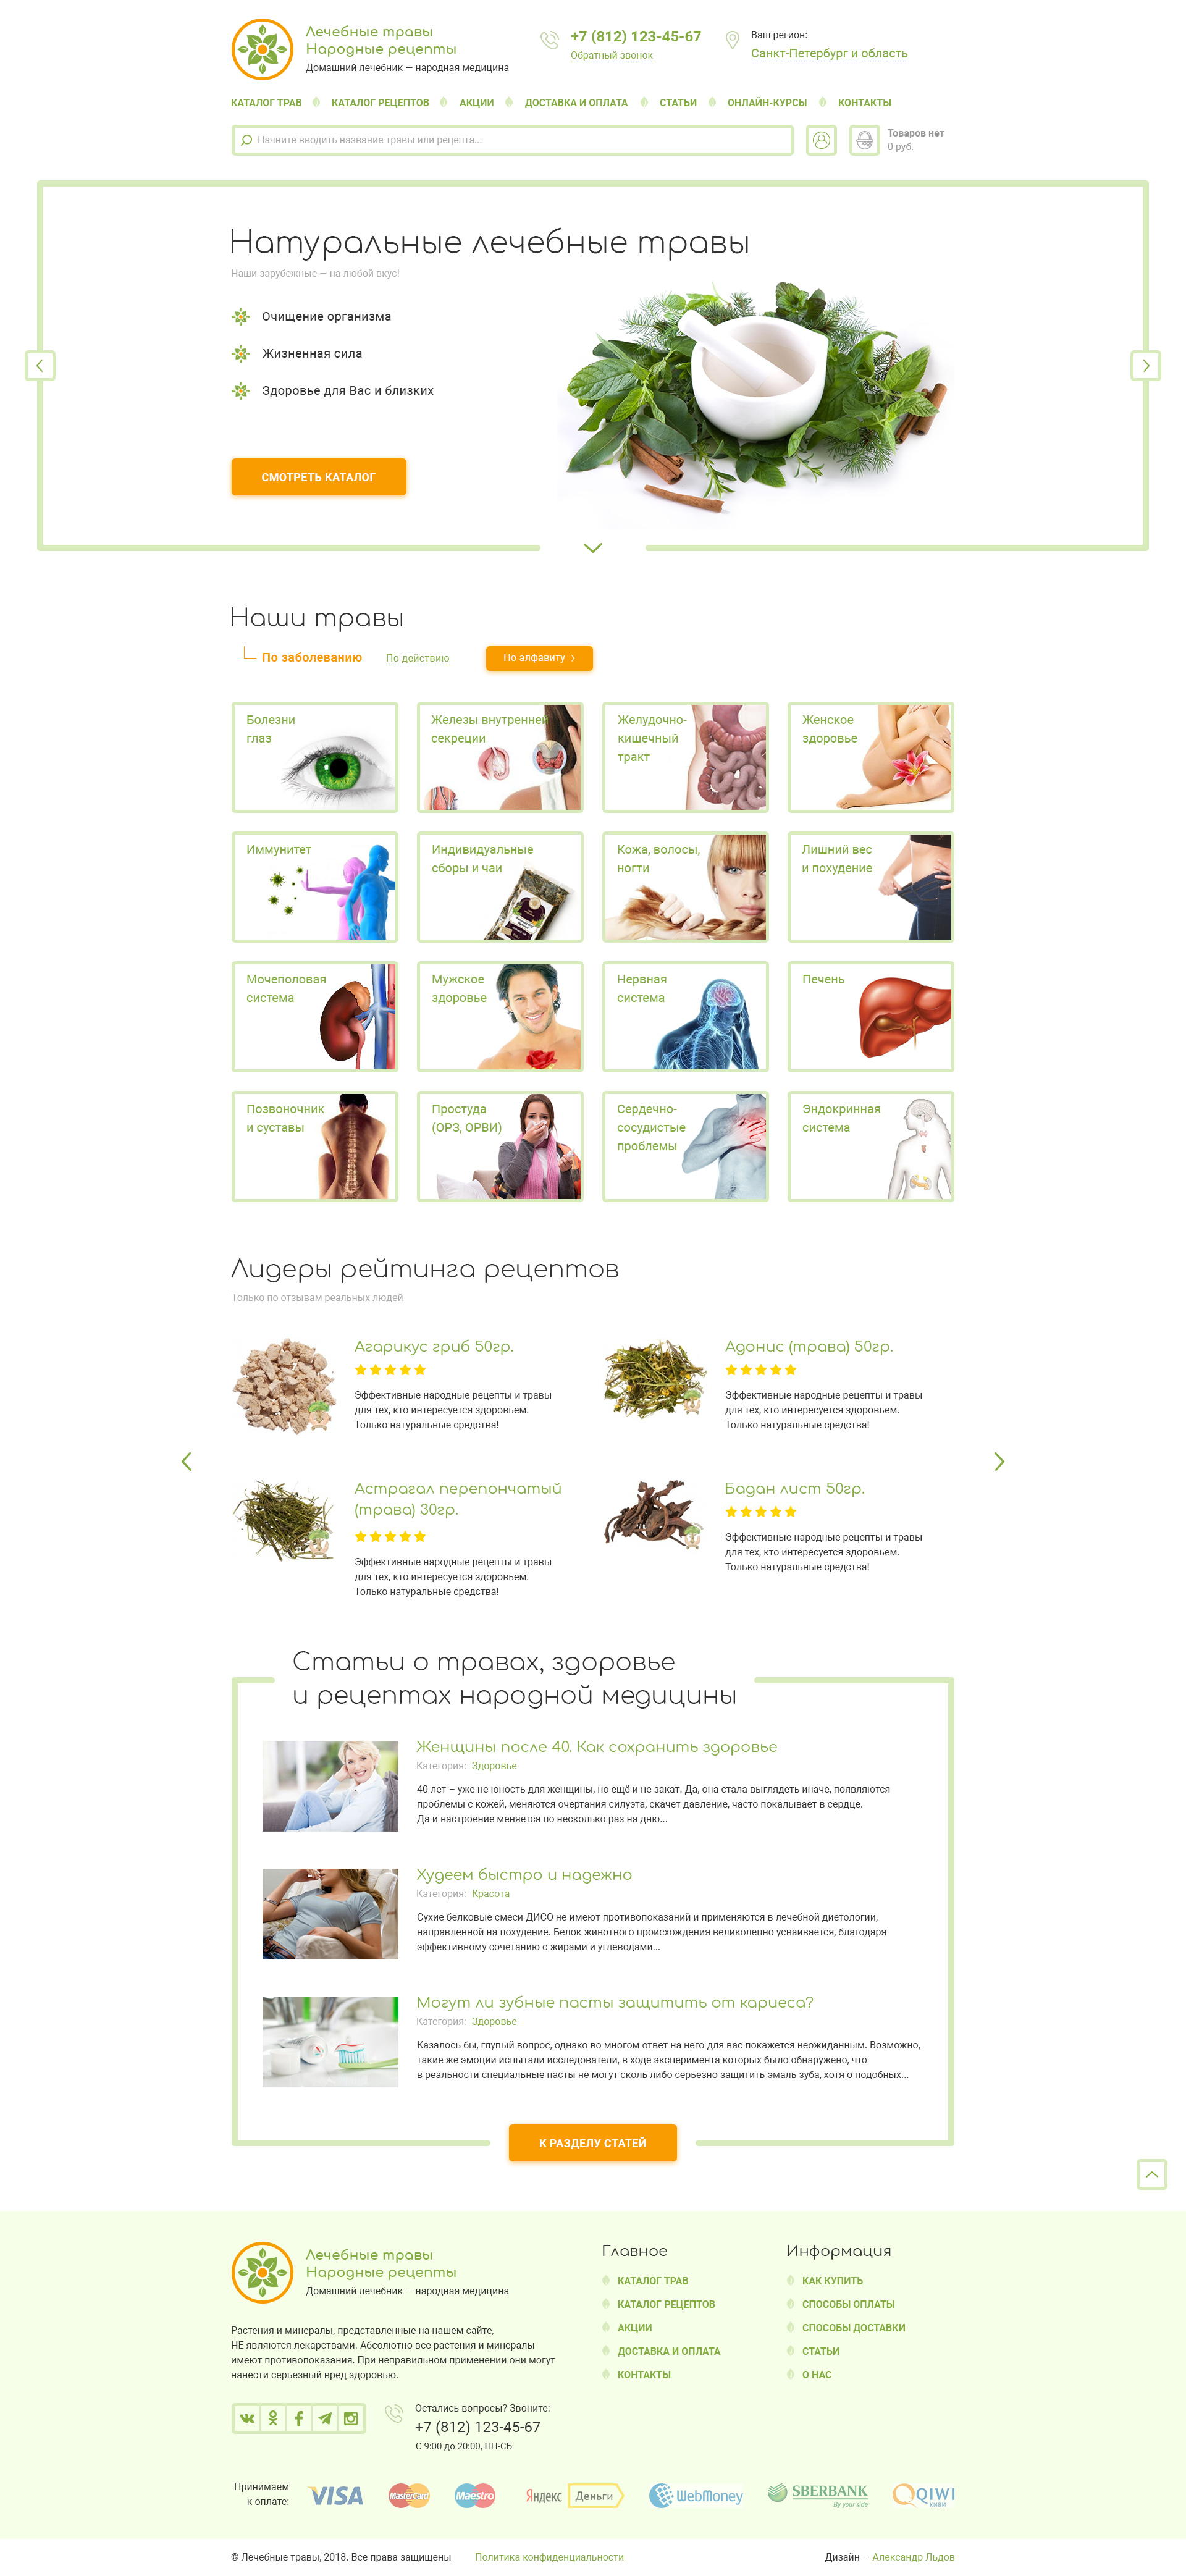 Лечебные травы
Народные рецепты
Домашний лечебник — народная медицина
+7 (812) 123-45-67
Обратный звонок
Ваш регион:
Санкт-Петербург и область
КАТАЛОГ ТРАВ
КАТАЛОГ РЕЦЕПТОВ
АКЦИИ
ДОСТАВКА И ОПЛАТА
СТАТЬИ
ОНЛАЙН-КУРСЫ
КОНТАКТЫ
Начните вводить название травы или рецепта...
Товаров нет
0 руб.
Натуральные лечебные травы
Наши зарубежные — на любой вкус!
Очищение организма
Жизненная сила
Здоровье для Вас и близких
СМОТРЕТЬ КАТАЛОГ
Наши травы
По заболеванию
По действию
По алфавиту
Болезни
глаз
Железы внутренней
секреции
Желудочно-
кишечный
тракт
Женское
здоровье
Иммунитет
Индивидуальные
сборы и чаи
Кожа, волосы,
ногти
Лишний вес
и похудение
Мочеполовая
система
Мужское
здоровье
Нервная
система
Печень
Позвоночник
и суставы
Простуда
(ОРЗ, ОРВИ)
Сердечно-
сосудистые
проблемы
Эндокринная
система
Лидеры рейтинга рецептов
Только по отзывам реальных людей
Агарикус гриб 50гр.
Эффективные народные рецепты и травы
для тех, кто интересуется здоровьем.
Только натуральные средства!
Адонис (трава) 50гр.
Эффективные народные рецепты и травы
для тех, кто интересуется здоровьем.
Только натуральные средства!
Астрагал перепончатый
(трава) 30гр.
Эффективные народные рецепты и травы
для тех, кто интересуется здоровьем.
Только натуральные средства!
Бадан лист 50гр.
Эффективные народные рецепты и травы
для тех, кто интересуется здоровьем.
Только натуральные средства!
Статьи о травах, здоровье
и рецептах народной медицины
Женщины после 40. Как сохранить здоровье
Категория: Здоровье
40 лет – уже не юность для женщины, но ещё и не закат. Да, она стала выглядеть иначе, появляются
проблемы с кожей, меняются очертания силуэта, скачет давление, часто покалывает в сердце.
Да и настроение меняется по несколько раз на дню...
Худеем быстро и надежно
Категория: Красота
Сухие белковые смеси ДИСО не имеют противопоказаний и применяются в лечебной диетологии,
направленной на похудение. Белок животного происхождения великолепно усваивается, благодаря
эффективному сочетанию с жирами и углеводами...
Могут ли зубные пасты защитить от кариеса?
Категория: Здоровье
Казалось бы, глупый вопрос, однако во многом ответ на него для вас покажется неожиданным. Возможно,
такие же эмоции испытали исследователи, в ходе эксперимента которых было обнаружено, что
в реальности специальные пасты не могут сколь либо серьезно защитить эмаль зуба, хотя о подобных...
К РАЗДЕЛУ СТАТЕЙ
Лечебные травы
Народные рецепты
Домашний лечебник — народная медицина
Растения и минералы, представленные на нашем сайте,
НЕ являются лекарствами. Абсолютно все растения и минералы
имеют противопоказания. При неправильном применении они могут
нанести серьезный вред здоровью.
Остались вопросы? Звоните:
+7 (812) 123-45-67
С 9:00 до 20:00, ПН-СБ
Главное
КАТАЛОГ ТРАВ
КАТАЛОГ РЕЦЕПТОВ
АКЦИИ
ДОСТАВКА И ОПЛАТА
КОНТАКТЫ
Информация
КАК КУПИТЬ
СПОСОБЫ ОПЛАТЫ
СПОСОБЫ ДОСТАВКИ
СТАТЬИ
О НАС
Принимаем
к оплате:
VISA
MasterCard
Maestro
Яндекс Деньги
WebMoney
SBERBANK
By your side
QIWI
КИВИ
© Лечебные травы, 2018. Все права защищены
Политика конфиденциальности
Дизайн — Александр Льдов